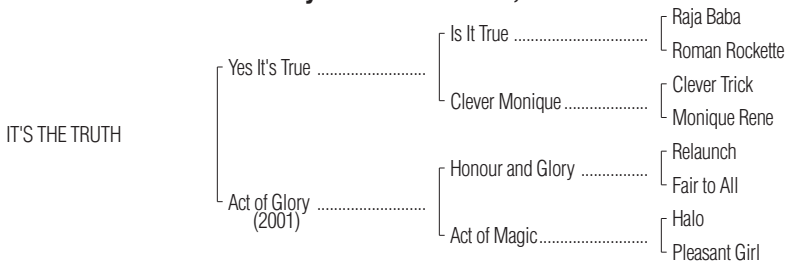 Raja Baba
Is It True ..............................
Roman Rockette
Yes It's True .........................
Clever Trick
Clever Monique ...................
Monique Rene
IT'S THE TRUTH
Relaunch
Honour and Glory ...............
Fair to All
Act of Glory .........................
(2001)
Halo
Act of Magic.........................
Pleasant Girl